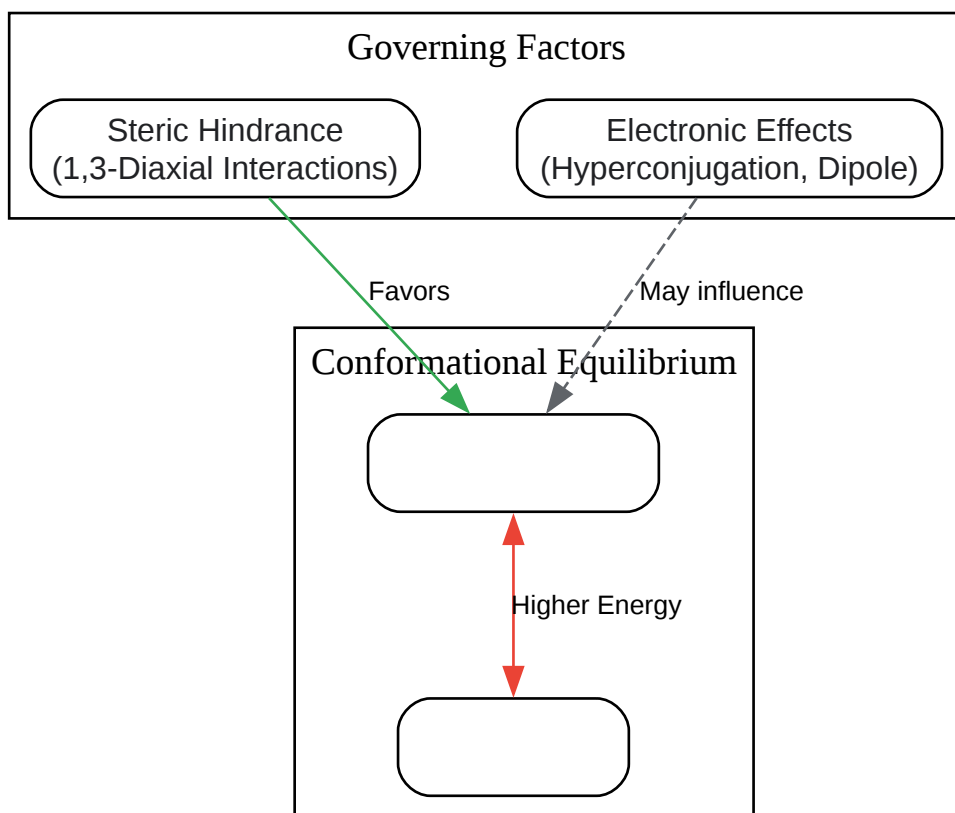 Governing Factors
Steric Hindrance
(1,3-Diaxial Interactions)
Electronic Effects
(Hyperconjugation, Dipole)
Favors
May influence
Conformational Equilibrium
Higher Energy